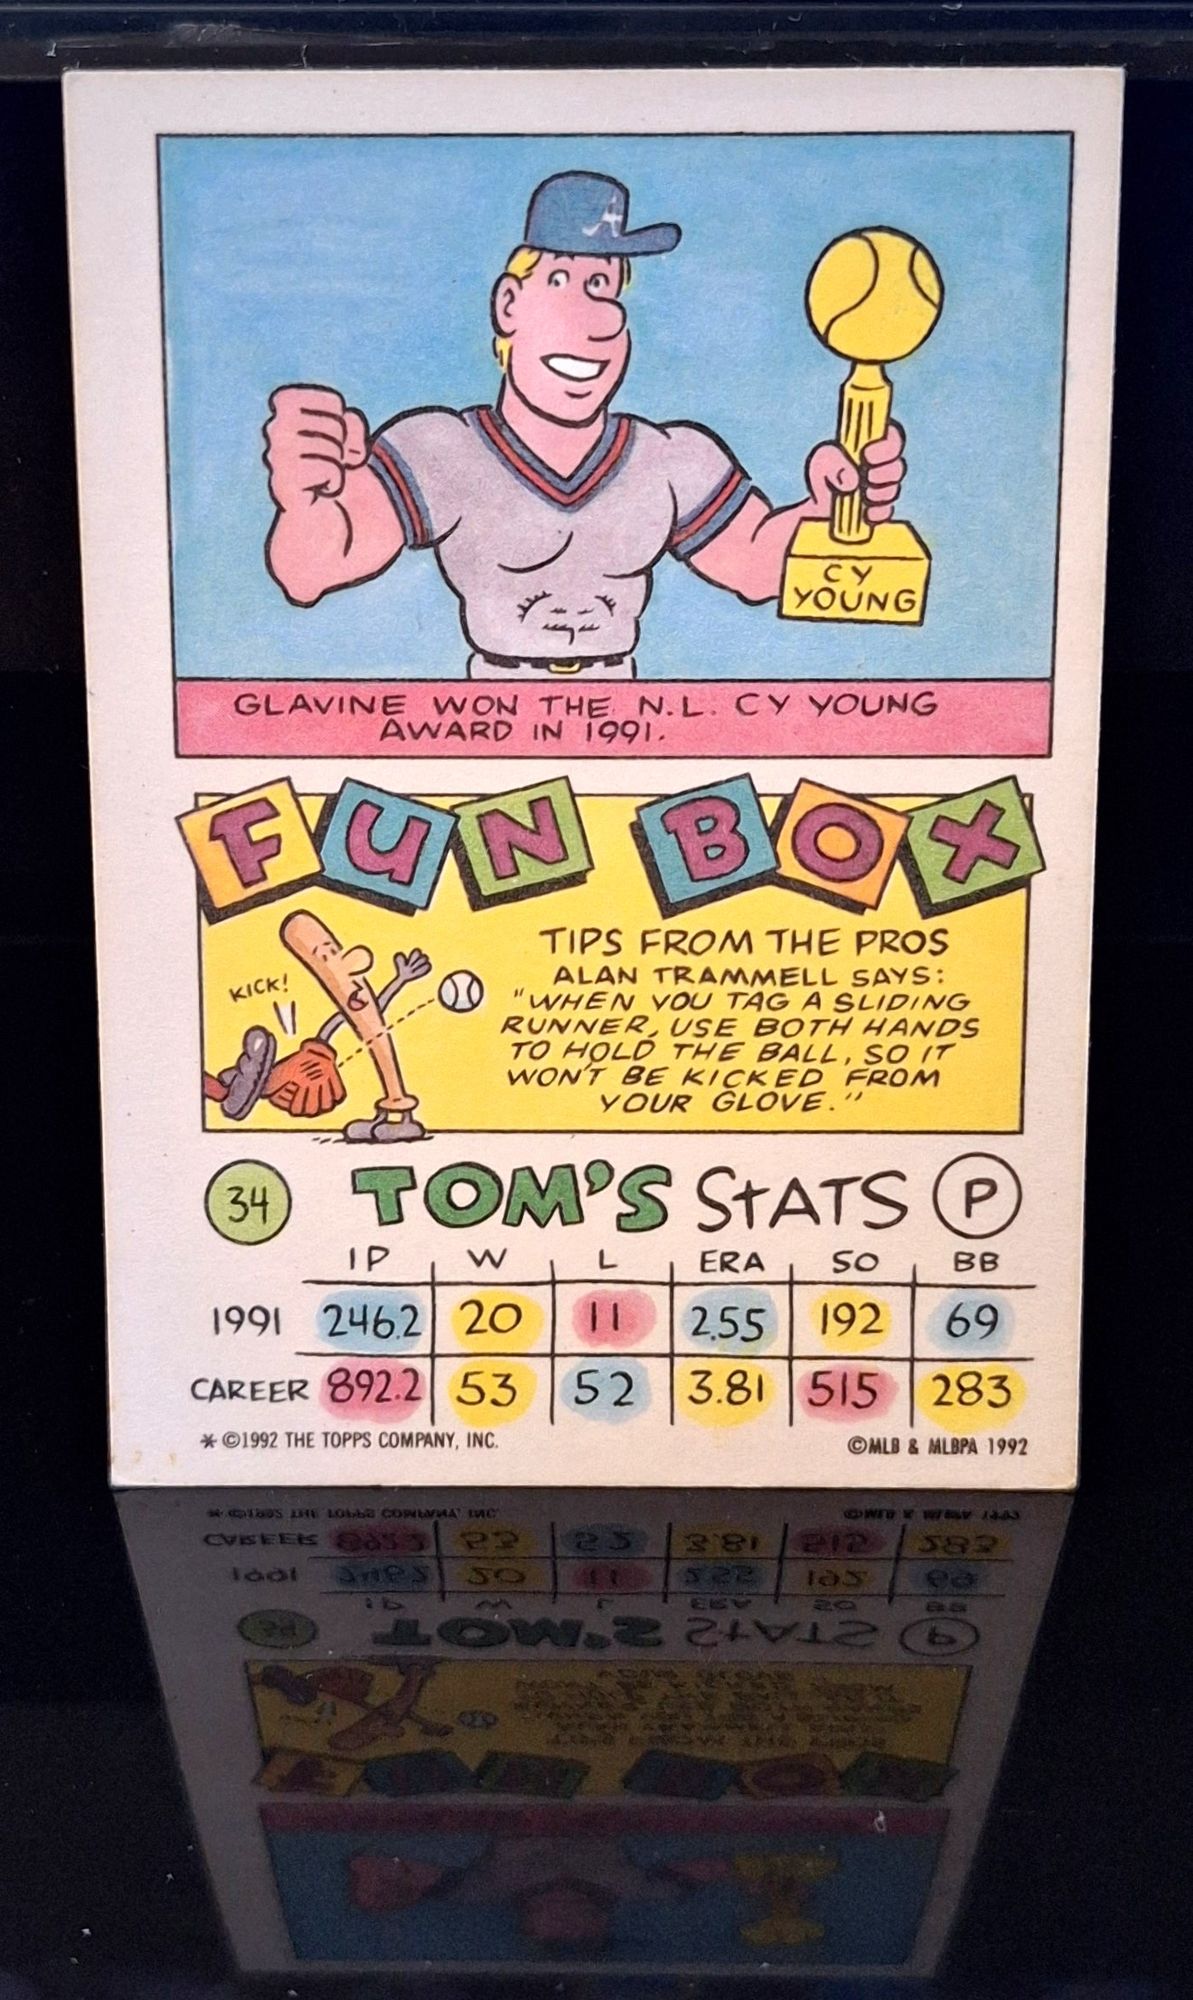 A
CY
YOUNG
GLAVINE WON THE N.L. CY YOUNG
AWARD IN 1991.
FUN BOX
KICK!
TIPS FROM THE PROS
ALAN TRAMMELL SAYS:
"WHEN YOU TAG A SLIDING
RUNNER, USE BOTH HANDS
TO HOLD THE BALL, SO IT
WON'T BE KICKED FROM
YOUR GLOVE."
34 TOM'S StATS P
IP W L ERA SO BB
1991 246.2 20 11 2.55 192 69
CAREER 892.2 53 52 3.81 515 283
* ©1992 THE TOPPS COMPANY, INC. ©MLB & MLBPA 1992